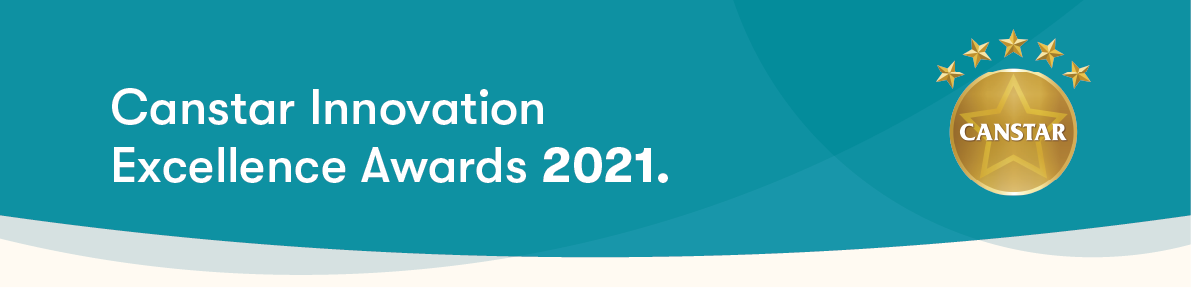 Canstar Innovation
Excellence Awards 2021.
CANSTAR